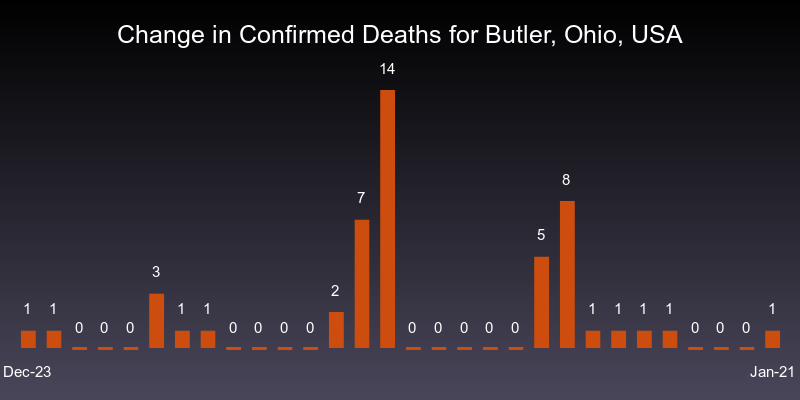 Change in Confirmed Deaths for Butler, Ohio, USA
14
8
7
5
3
2
1 1 0 0 0 1 1 0 0 0 0 0 0 0 0 0 1 1 1 1 0 0 0 1
Dec-23 Jan-21